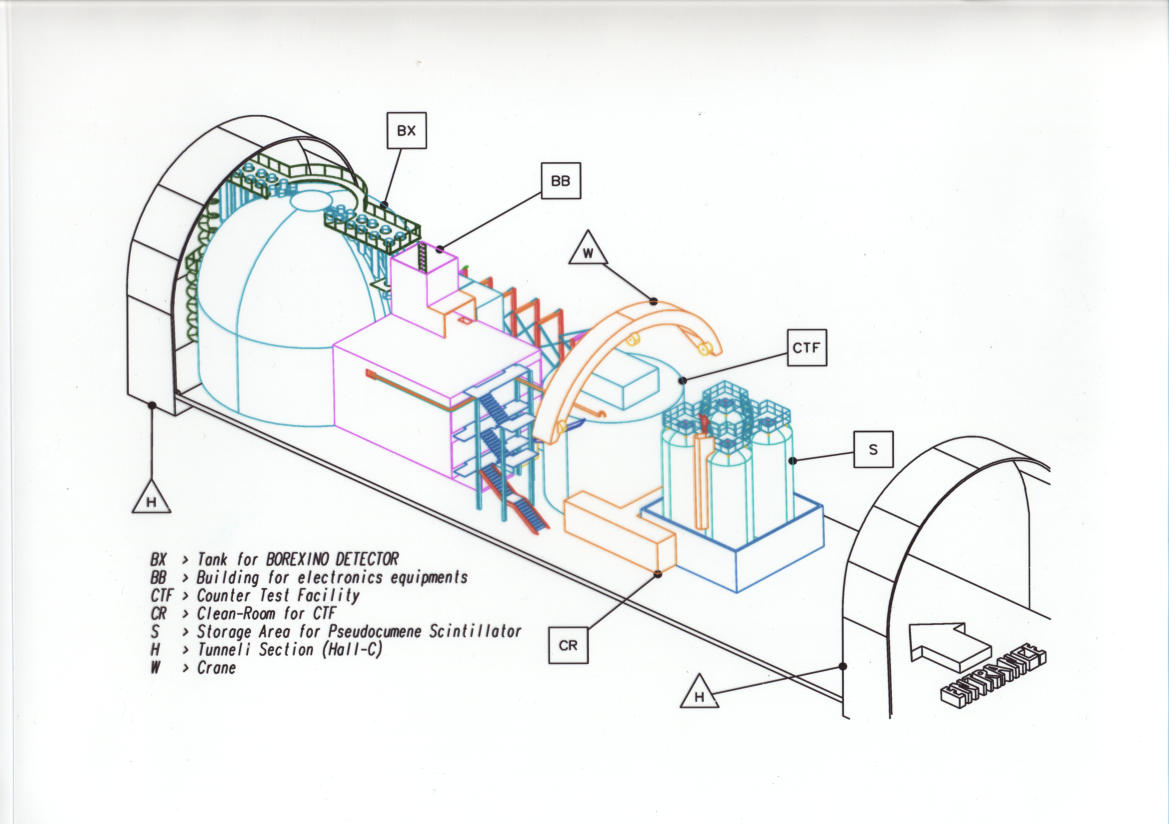 BX
BB
W
CTF
S
H
BX > Tank for BOREXINO DETECTOR
BB > Building for electronics equipments
CTF > Counter Test Facility
CR > Clean-Room for CTF
S > Storage Area for Pseudocumene Scintillator
H > Tunneli Section (Hall-C)
W > Crane
CR
H
ENTRANCE